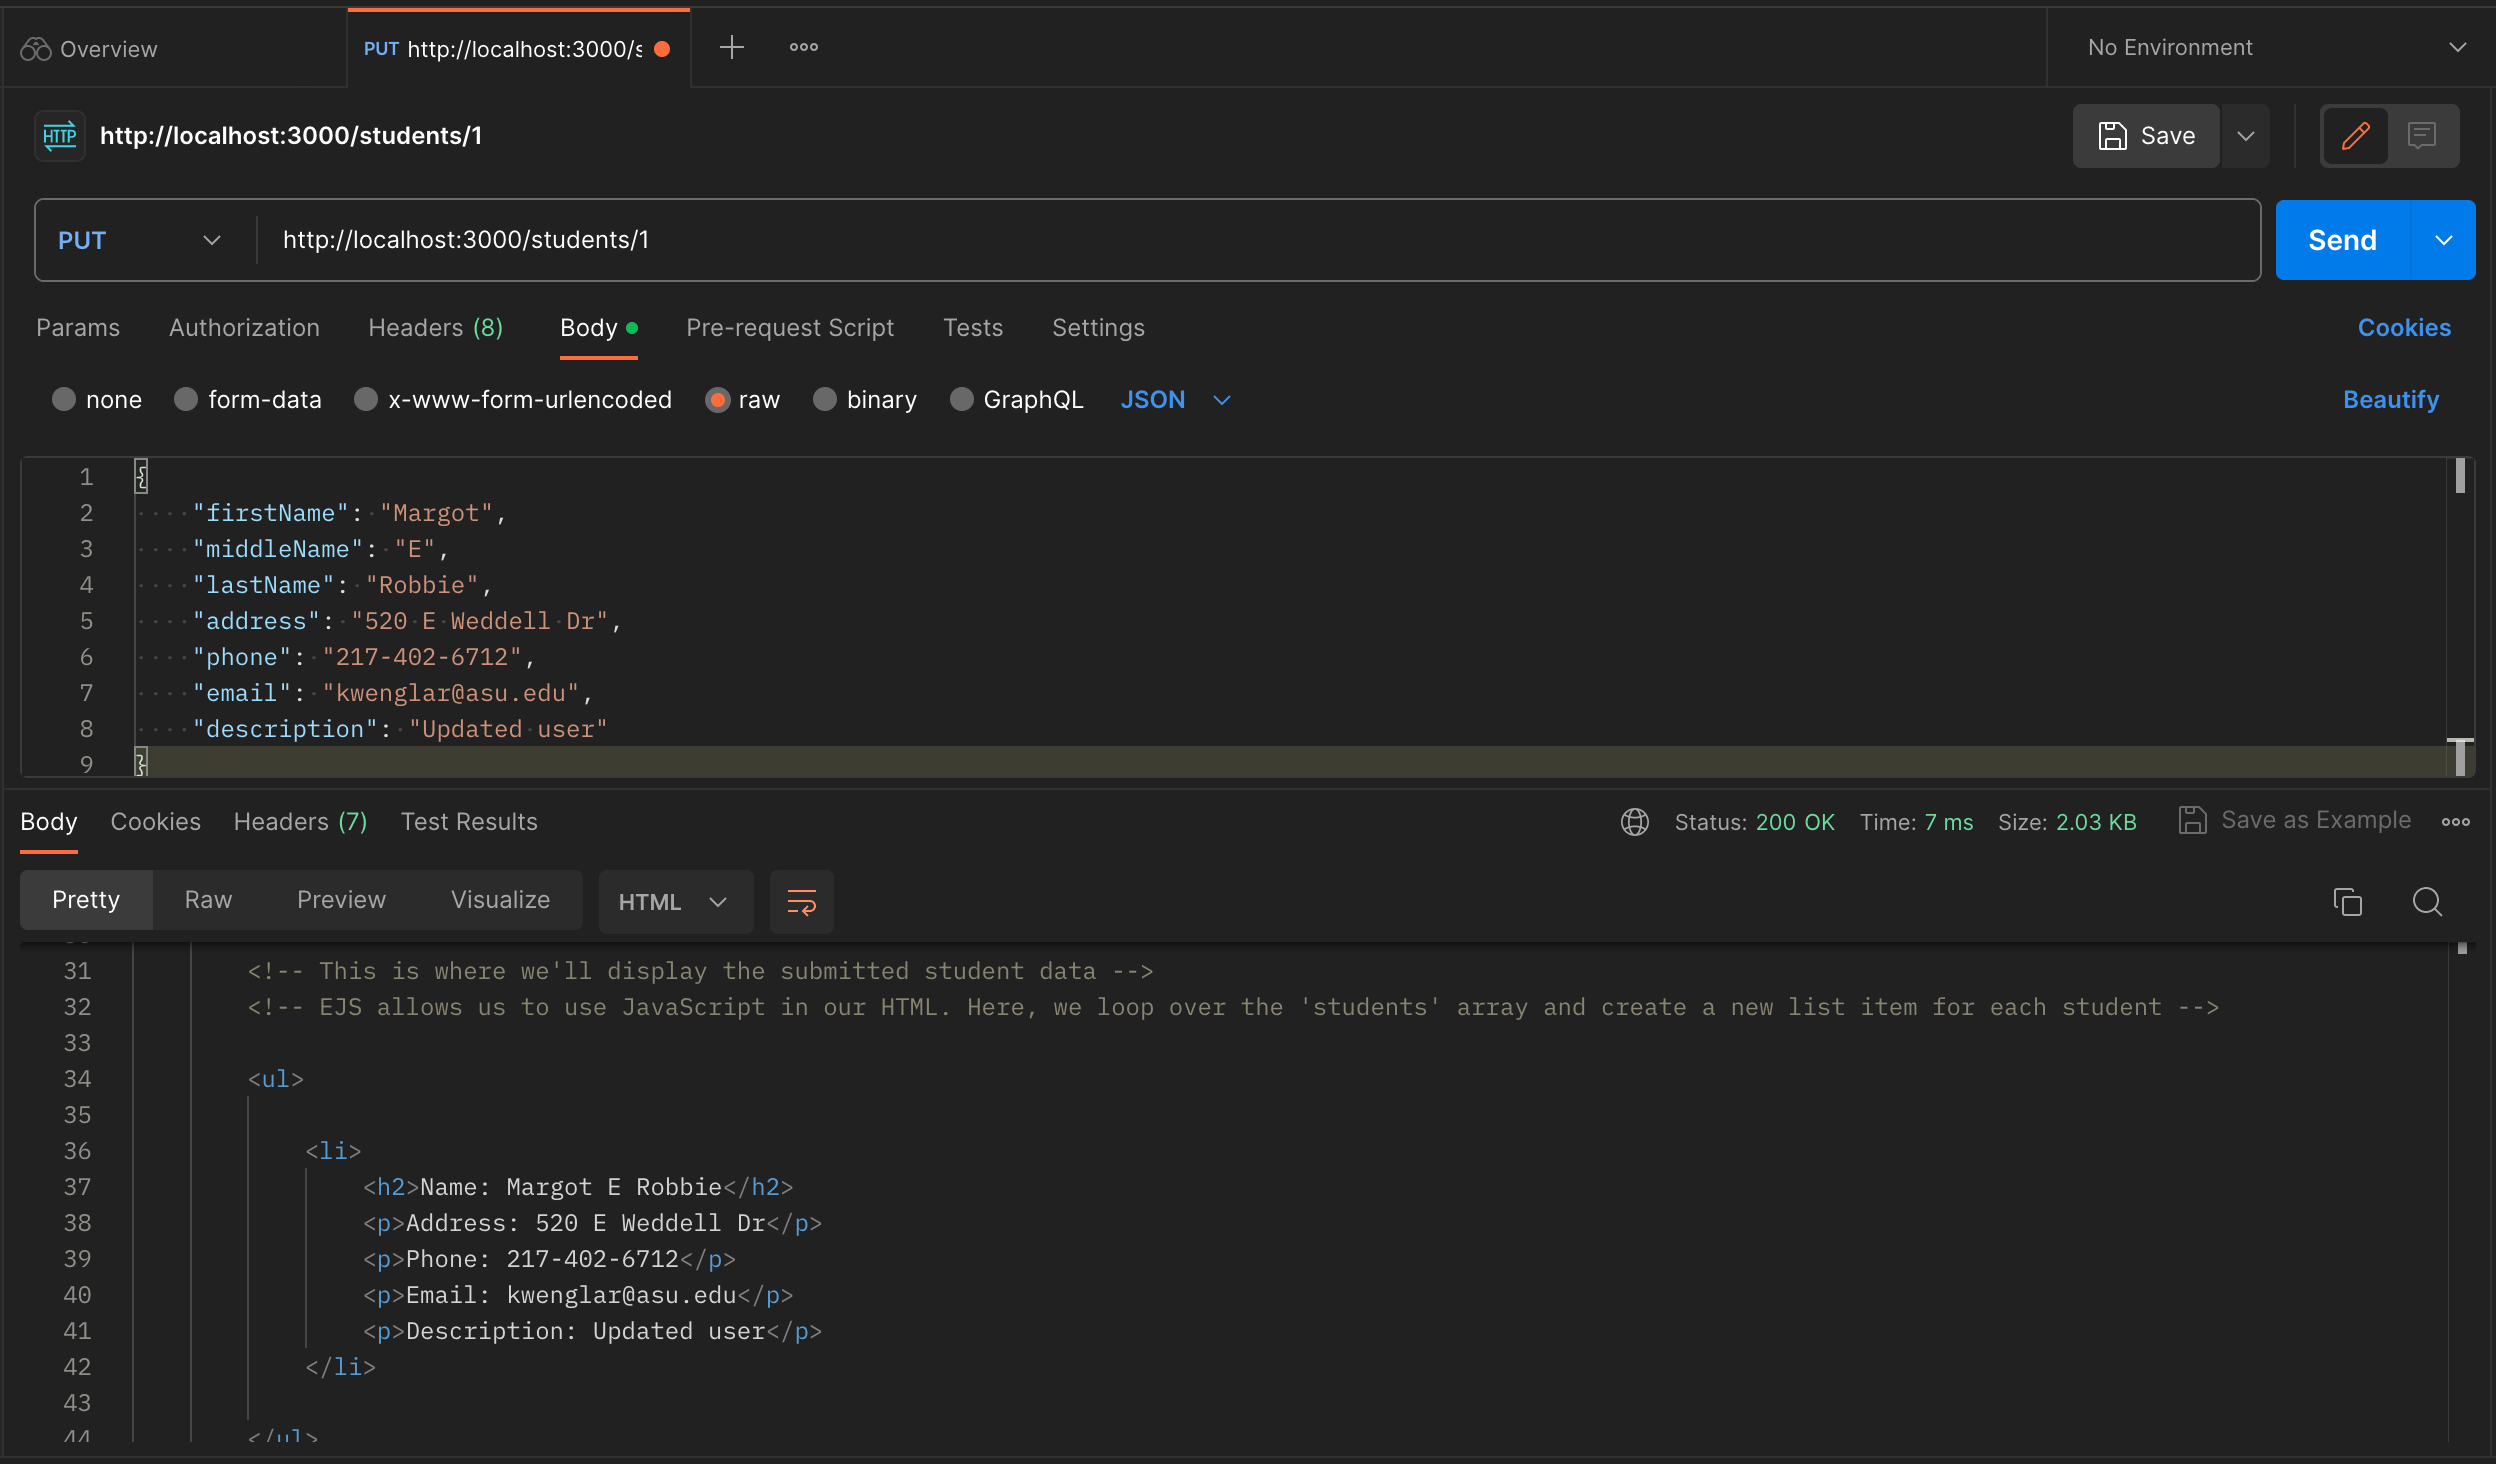 Overview
PUT http://localhost:3000/s
No Environment
HTTP http://localhost:3000/students/1
Save
PUT http://localhost:3000/students/1
Send
Params Authorization Headers (8) Body Pre-request Script Tests Settings Cookies
none form-data x-www-form-urlencoded raw binary GraphQL JSON Beautify
1 {
2 "firstName": "Margot",
3 "middleName": "E",
4 "lastName": "Robbie",
5 "address": "520 E Weddell Dr",
6 "phone": "217-402-6712",
7 "email": "kwenglar@asu.edu",
8 "description": "Updated user"
9 }
Body Cookies Headers (7) Test Results Status: 200 OK Time: 7 ms Size: 2.03 KB Save as Example
Pretty Raw Preview Visualize HTML
31 <!-- This is where we'll display the submitted student data -->
32 <!-- EJS allows us to use JavaScript in our HTML. Here, we loop over the 'students' array and create a new list item for each student -->
33
34 <ul>
35
36 <li>
37 <h2>Name: Margot E Robbie</h2>
38 <p>Address: 520 E Weddell Dr</p>
39 <p>Phone: 217-402-6712</p>
40 <p>Email: kwenglar@asu.edu</p>
41 <p>Description: Updated user</p>
42 </li>
43
44 </ul>